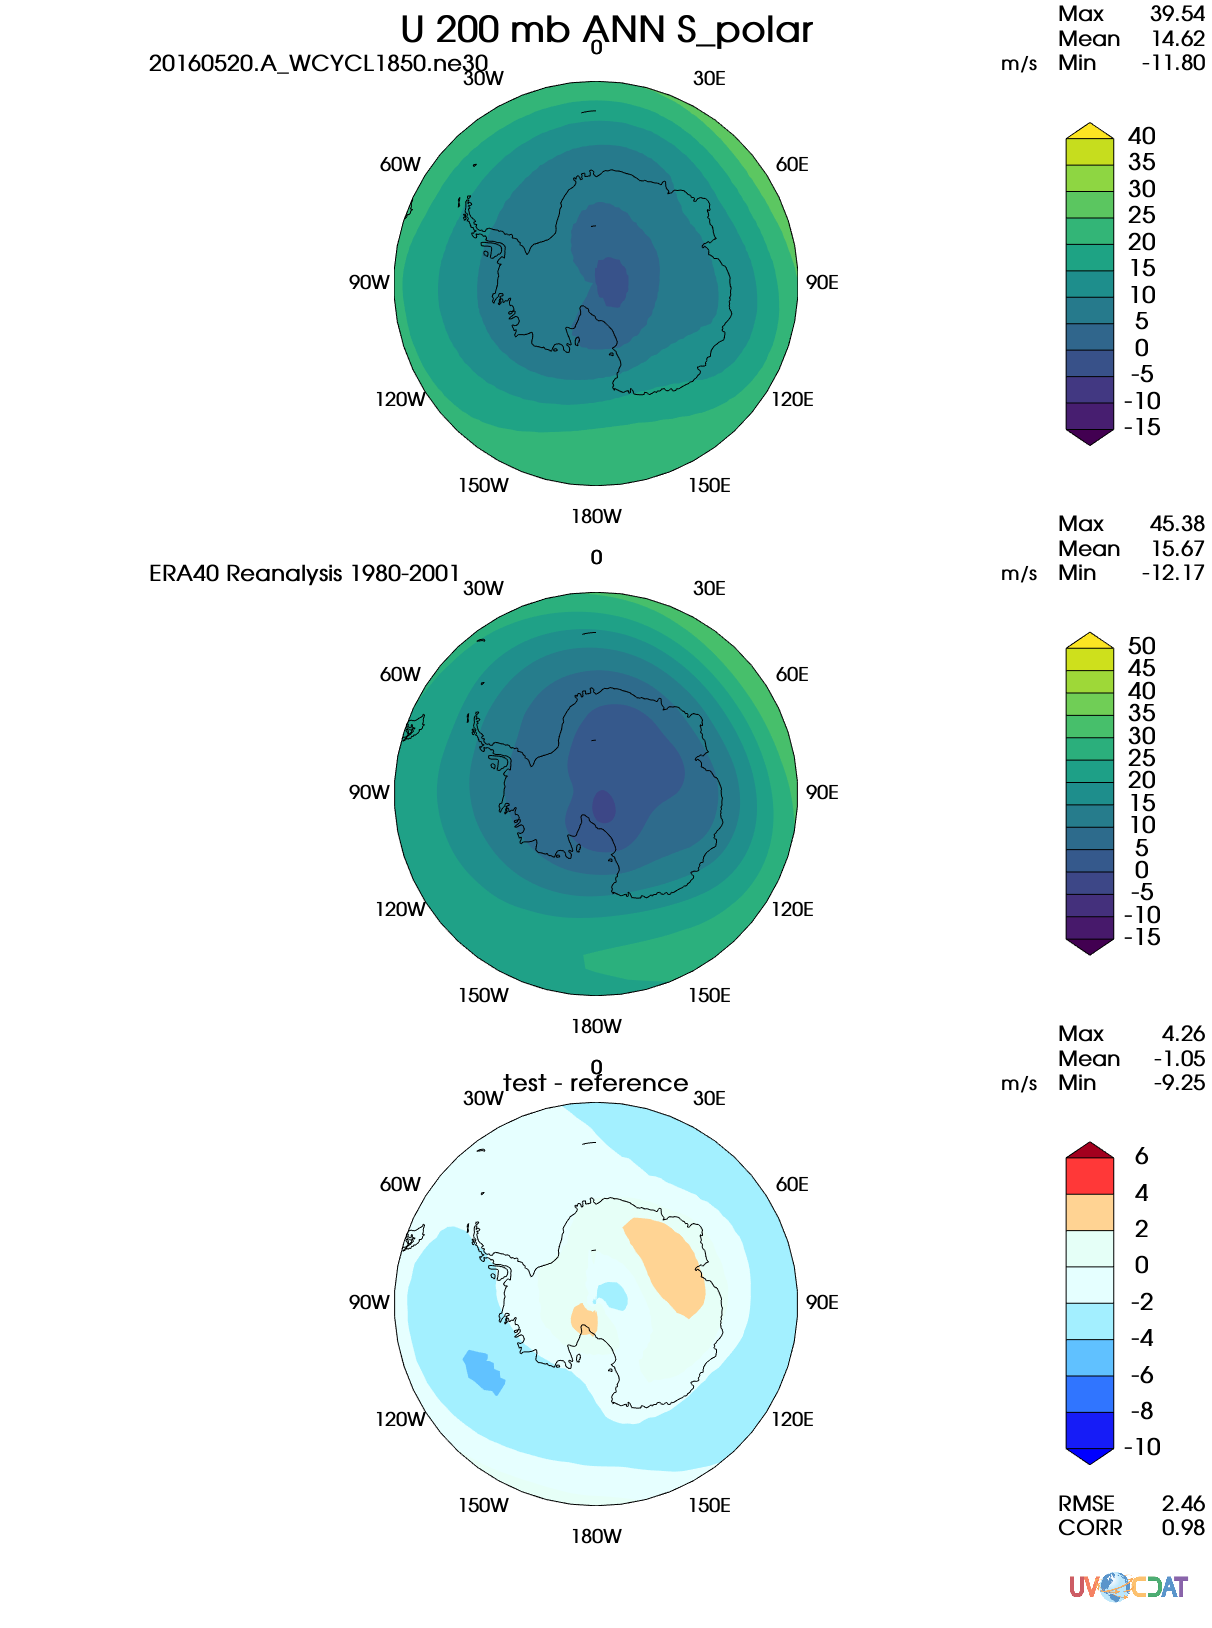 U 200 mb ANN S_polar
20160520.A_WCYCL1850.ne30
Max 39.54
Mean 14.62
m/s Min -11.80
0
30W 30E
60W 60E
90W 90E
120W 120E
150W 150E
180W
40
35
30
25
20
15
10
5
0
-5
-10
-15
ERA40 Reanalysis 1980-2001
Max 45.38
Mean 15.67
m/s Min -12.17
0
30W 30E
60W 60E
90W 90E
120W 120E
150W 150E
180W
50
45
40
35
30
25
20
15
10
5
0
-5
-10
-15
test - reference
Max 4.26
Mean -1.05
m/s Min -9.25
0
30W 30E
60W 60E
90W 90E
120W 120E
150W 150E
180W
6
4
2
0
-2
-4
-6
-8
-10
RMSE 2.46
CORR 0.98
UV CDAT